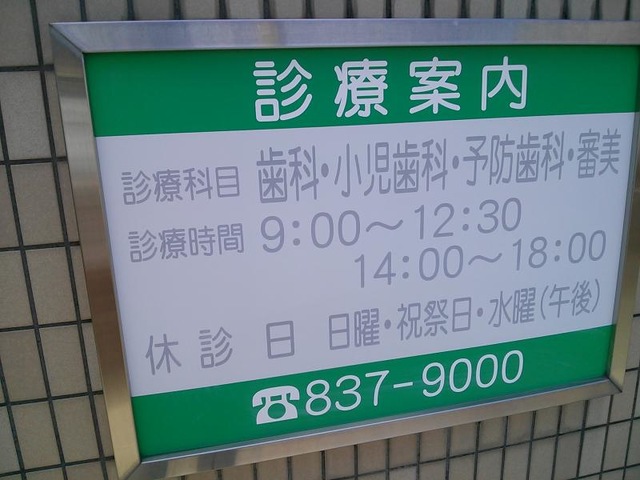 診療案内
診療科目 歯科・小児歯科・予防歯科・審美
診療時間 9:00〜12:30
14:00〜18:00
休診日 日曜・祝祭日・水曜(午後)
☎837-9000